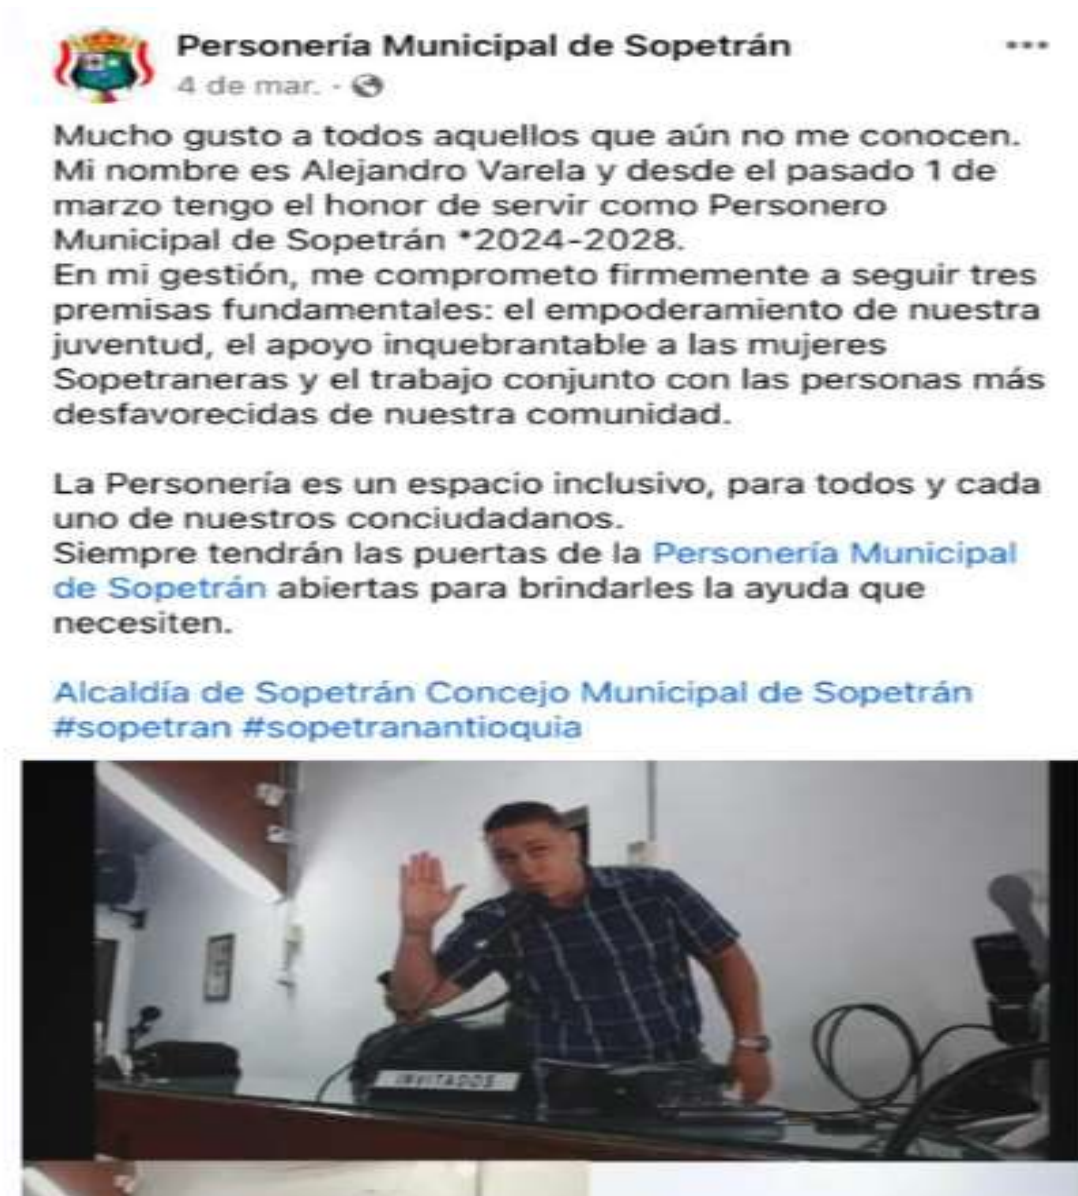 Personería Municipal de Sopetrán
4 de mar. ·
Mucho gusto a todos aquellos que aún no me conocen.
Mi nombre es Alejandro Varela y desde el pasado 1 de
marzo tengo el honor de servir como Personero
Municipal de Sopetrán *2024-2028.
En mi gestión, me comprometo firmemente a seguir tres
premisas fundamentales: el empoderamiento de nuestra
juventud, el apoyo inquebrantable a las mujeres
Sopetraneras y el trabajo conjunto con las personas más
desfavorecidas de nuestra comunidad.
La Personería es un espacio inclusivo, para todos y cada
uno de nuestros conciudadanos.
Siempre tendrán las puertas de la Personería Municipal
de Sopetrán abiertas para brindarles la ayuda que
necesiten.
Alcaldía de Sopetrán Concejo Municipal de Sopetrán
#sopetran #sopetranantioquia
INVITADOS